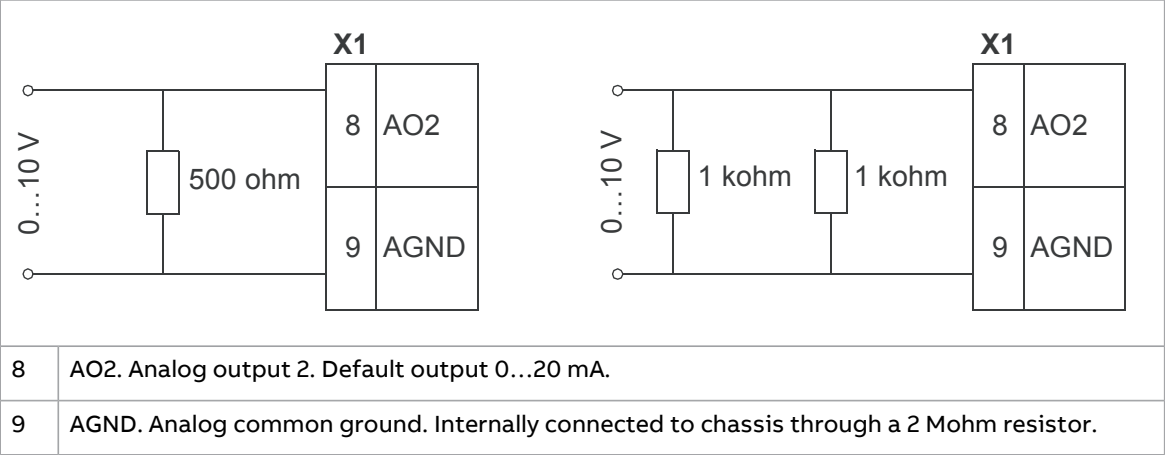 X1
0…10 V
500 ohm
8 AO2
9 AGND
X1
0…10 V
1 kohm
1 kohm
8 AO2
9 AGND
8 AO2. Analog output 2. Default output 0…20 mA.
9 AGND. Analog common ground. Internally connected to chassis through a 2 Mohm resistor.